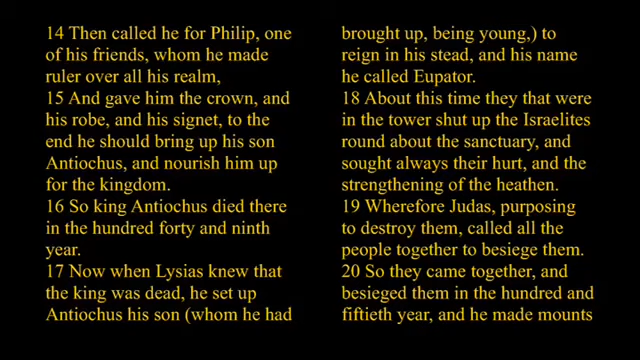 14 Then called he for Philip, one
of his friends, whom he made
ruler over all his realm,
15 And gave him the crown, and
his robe, and his signet, to the
end he should bring up his son
Antiochus, and nourish him up
for the kingdom.
16 So king Antiochus died there
in the hundred forty and ninth
year.
17 Now when Lysias knew that
the king was dead, he set up
Antiochus his son (whom he had
brought up, being young,) to
reign in his stead, and his name
he called Eupator.
18 About this time they that were
in the tower shut up the Israelites
round about the sanctuary, and
sought always their hurt, and the
strengthening of the heathen.
19 Wherefore Judas, purposing
to destroy them, called all the
people together to besiege them.
20 So they came together, and
besieged them in the hundred and
fiftieth year, and he made mounts